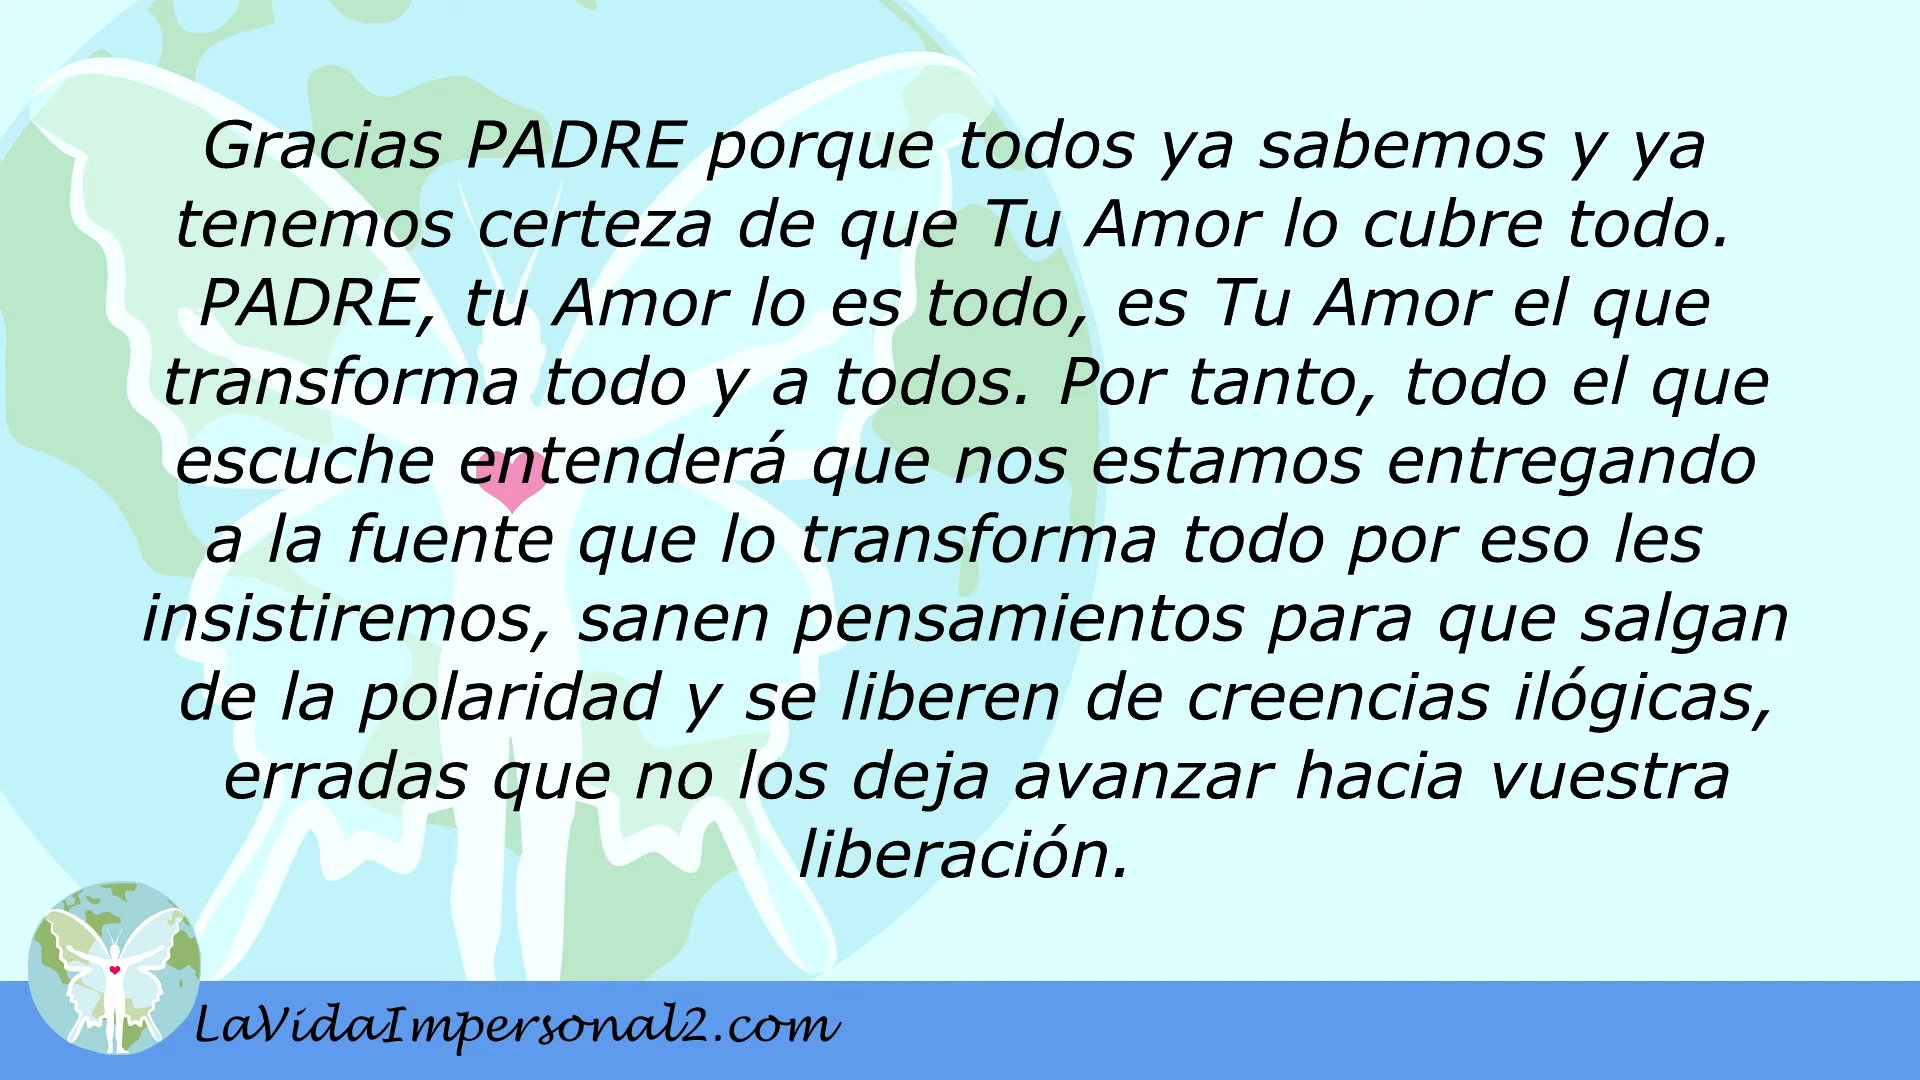 Gracias PADRE porque todos ya sabemos y ya
tenemos certeza de que Tu Amor lo cubre todo.
PADRE, tu Amor lo es todo, es Tu Amor el que
transforma todo y a todos. Por tanto, todo el que
escuche entenderá que nos estamos entregando
a la fuente que lo transforma todo por eso les
insistiremos, sanen pensamientos para que salgan
de la polaridad y se liberen de creencias ilógicas,
erradas que no los deja avanzar hacia vuestra
liberación.
LaVidaImpersonal2.com